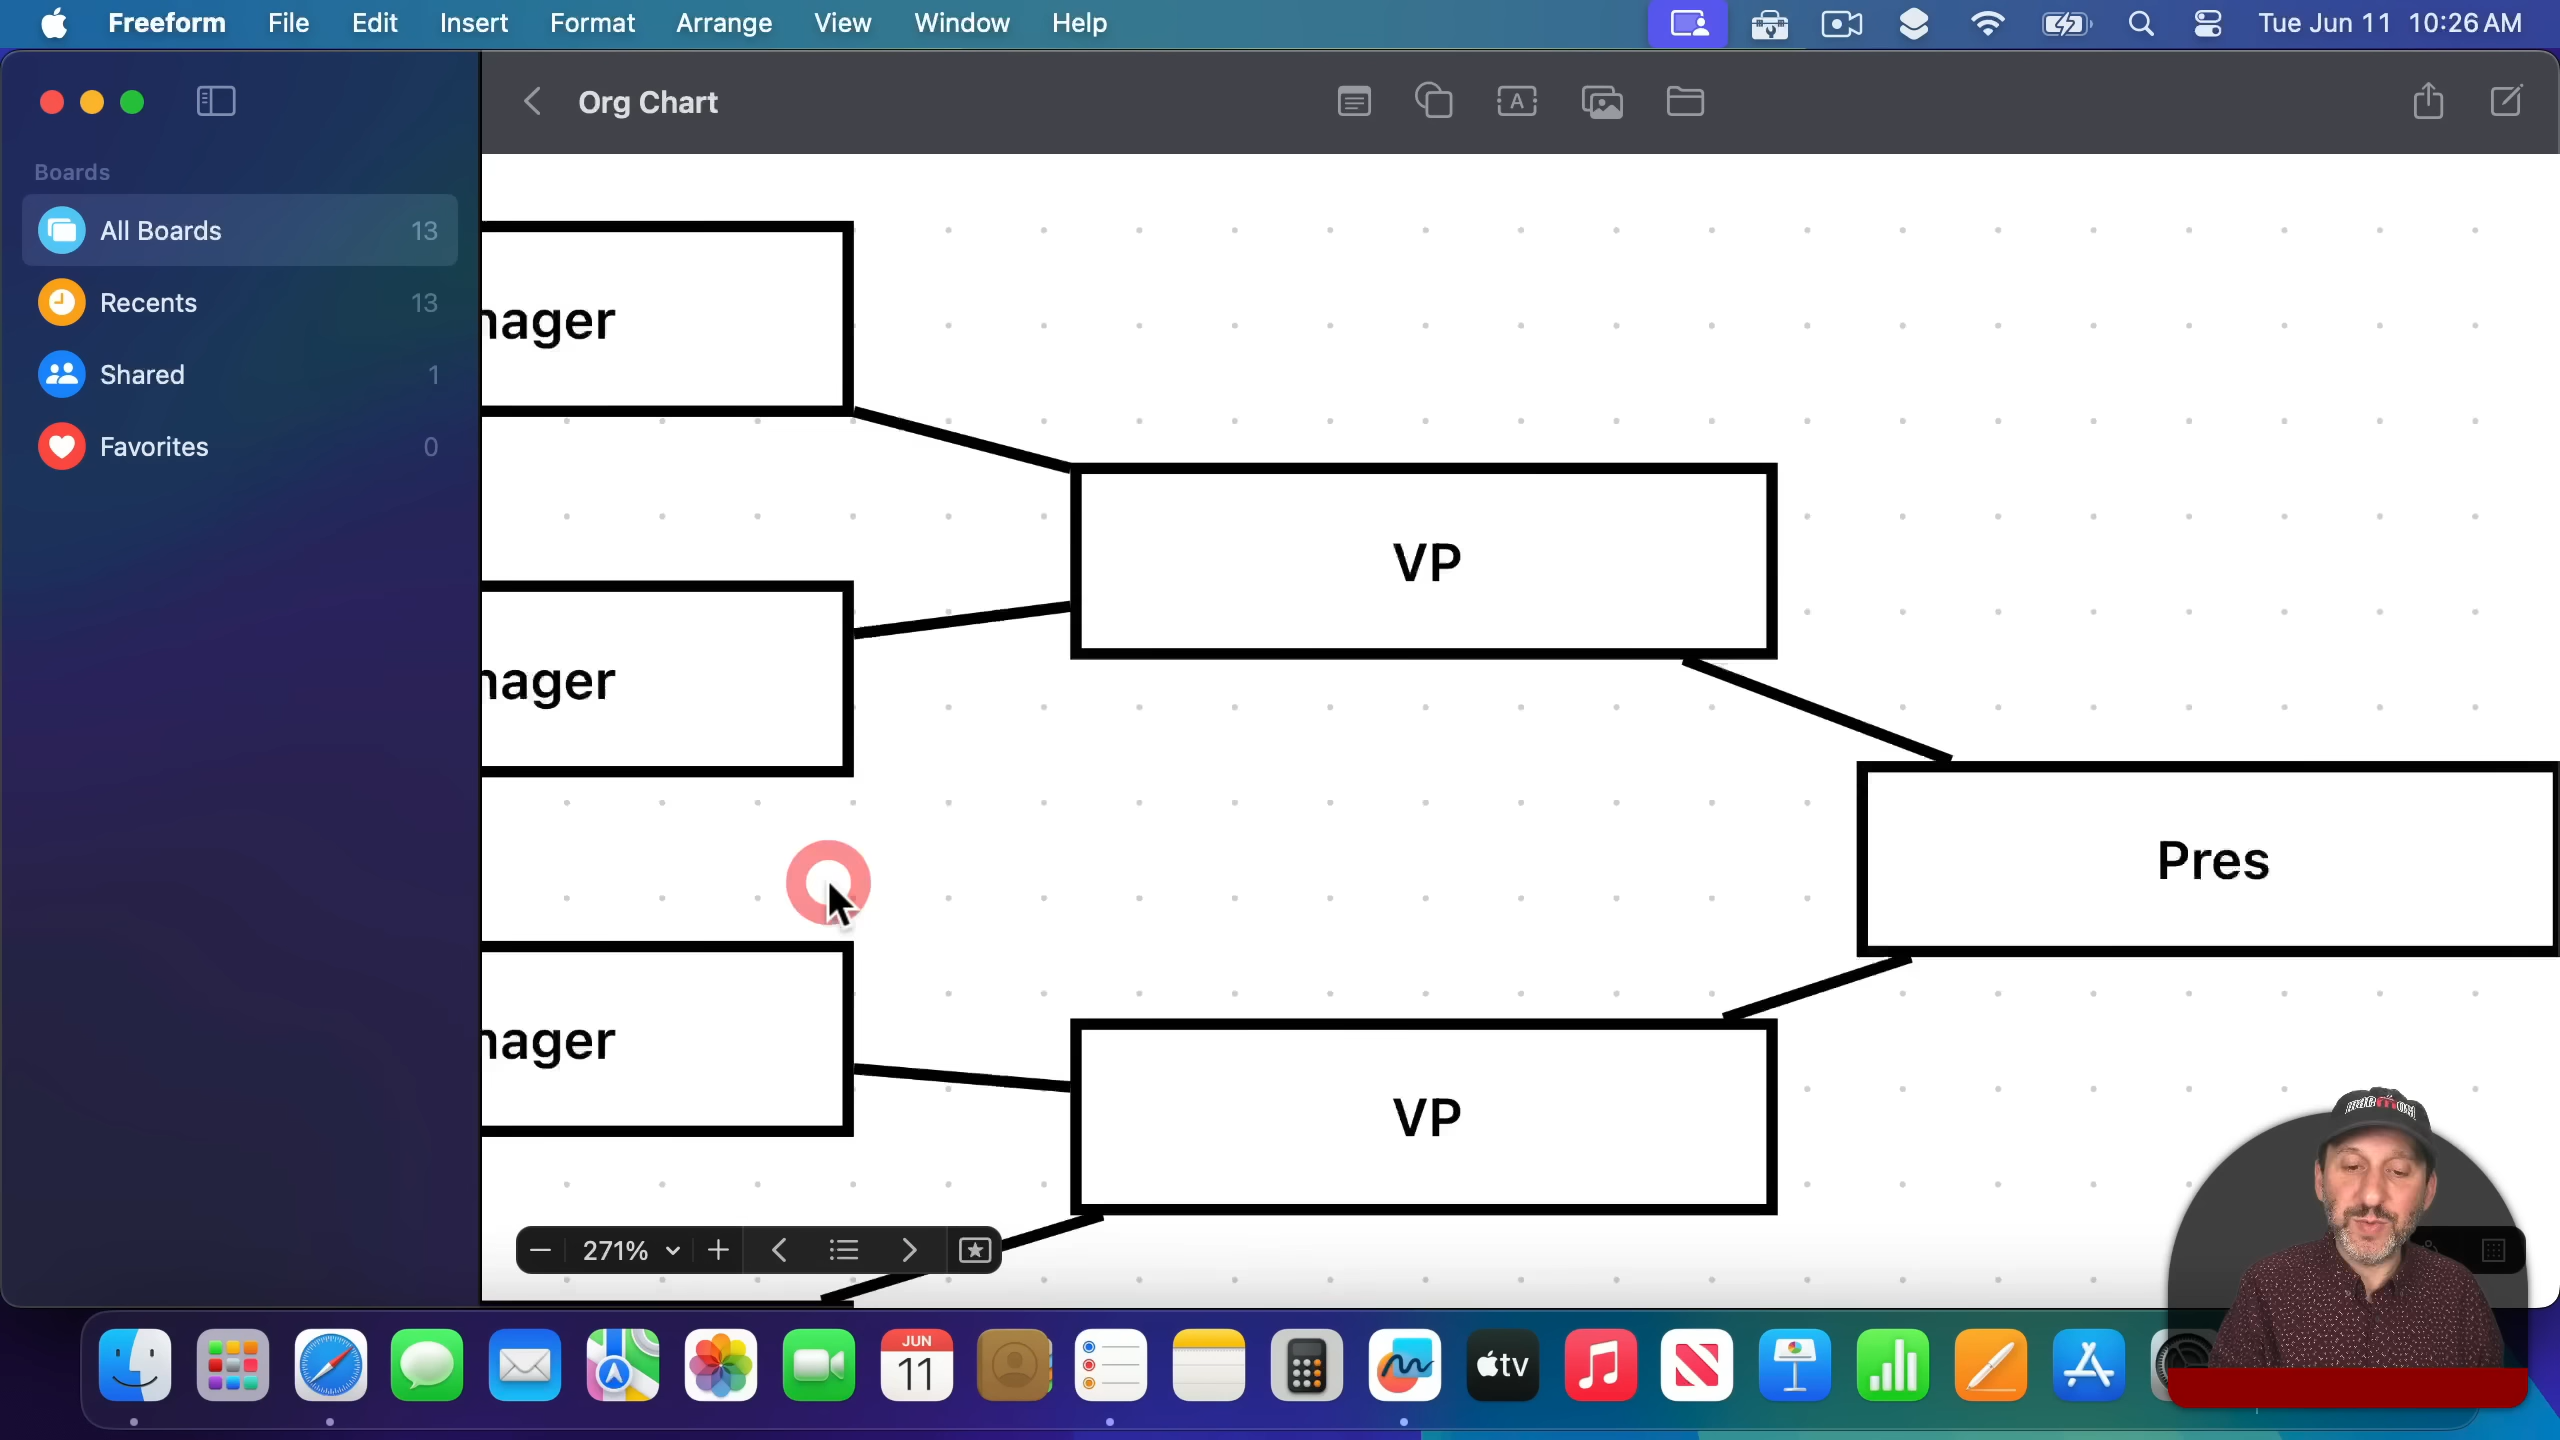 Freeform File Edit Insert Format Arrange View Window Help Tue Jun 11 10:26 AM
Org Chart
Boards
All Boards 13
Recents 13
Shared 1
Favorites 0
nager
VP
nager
Pres
nager
VP
271%
JUN
11
tv